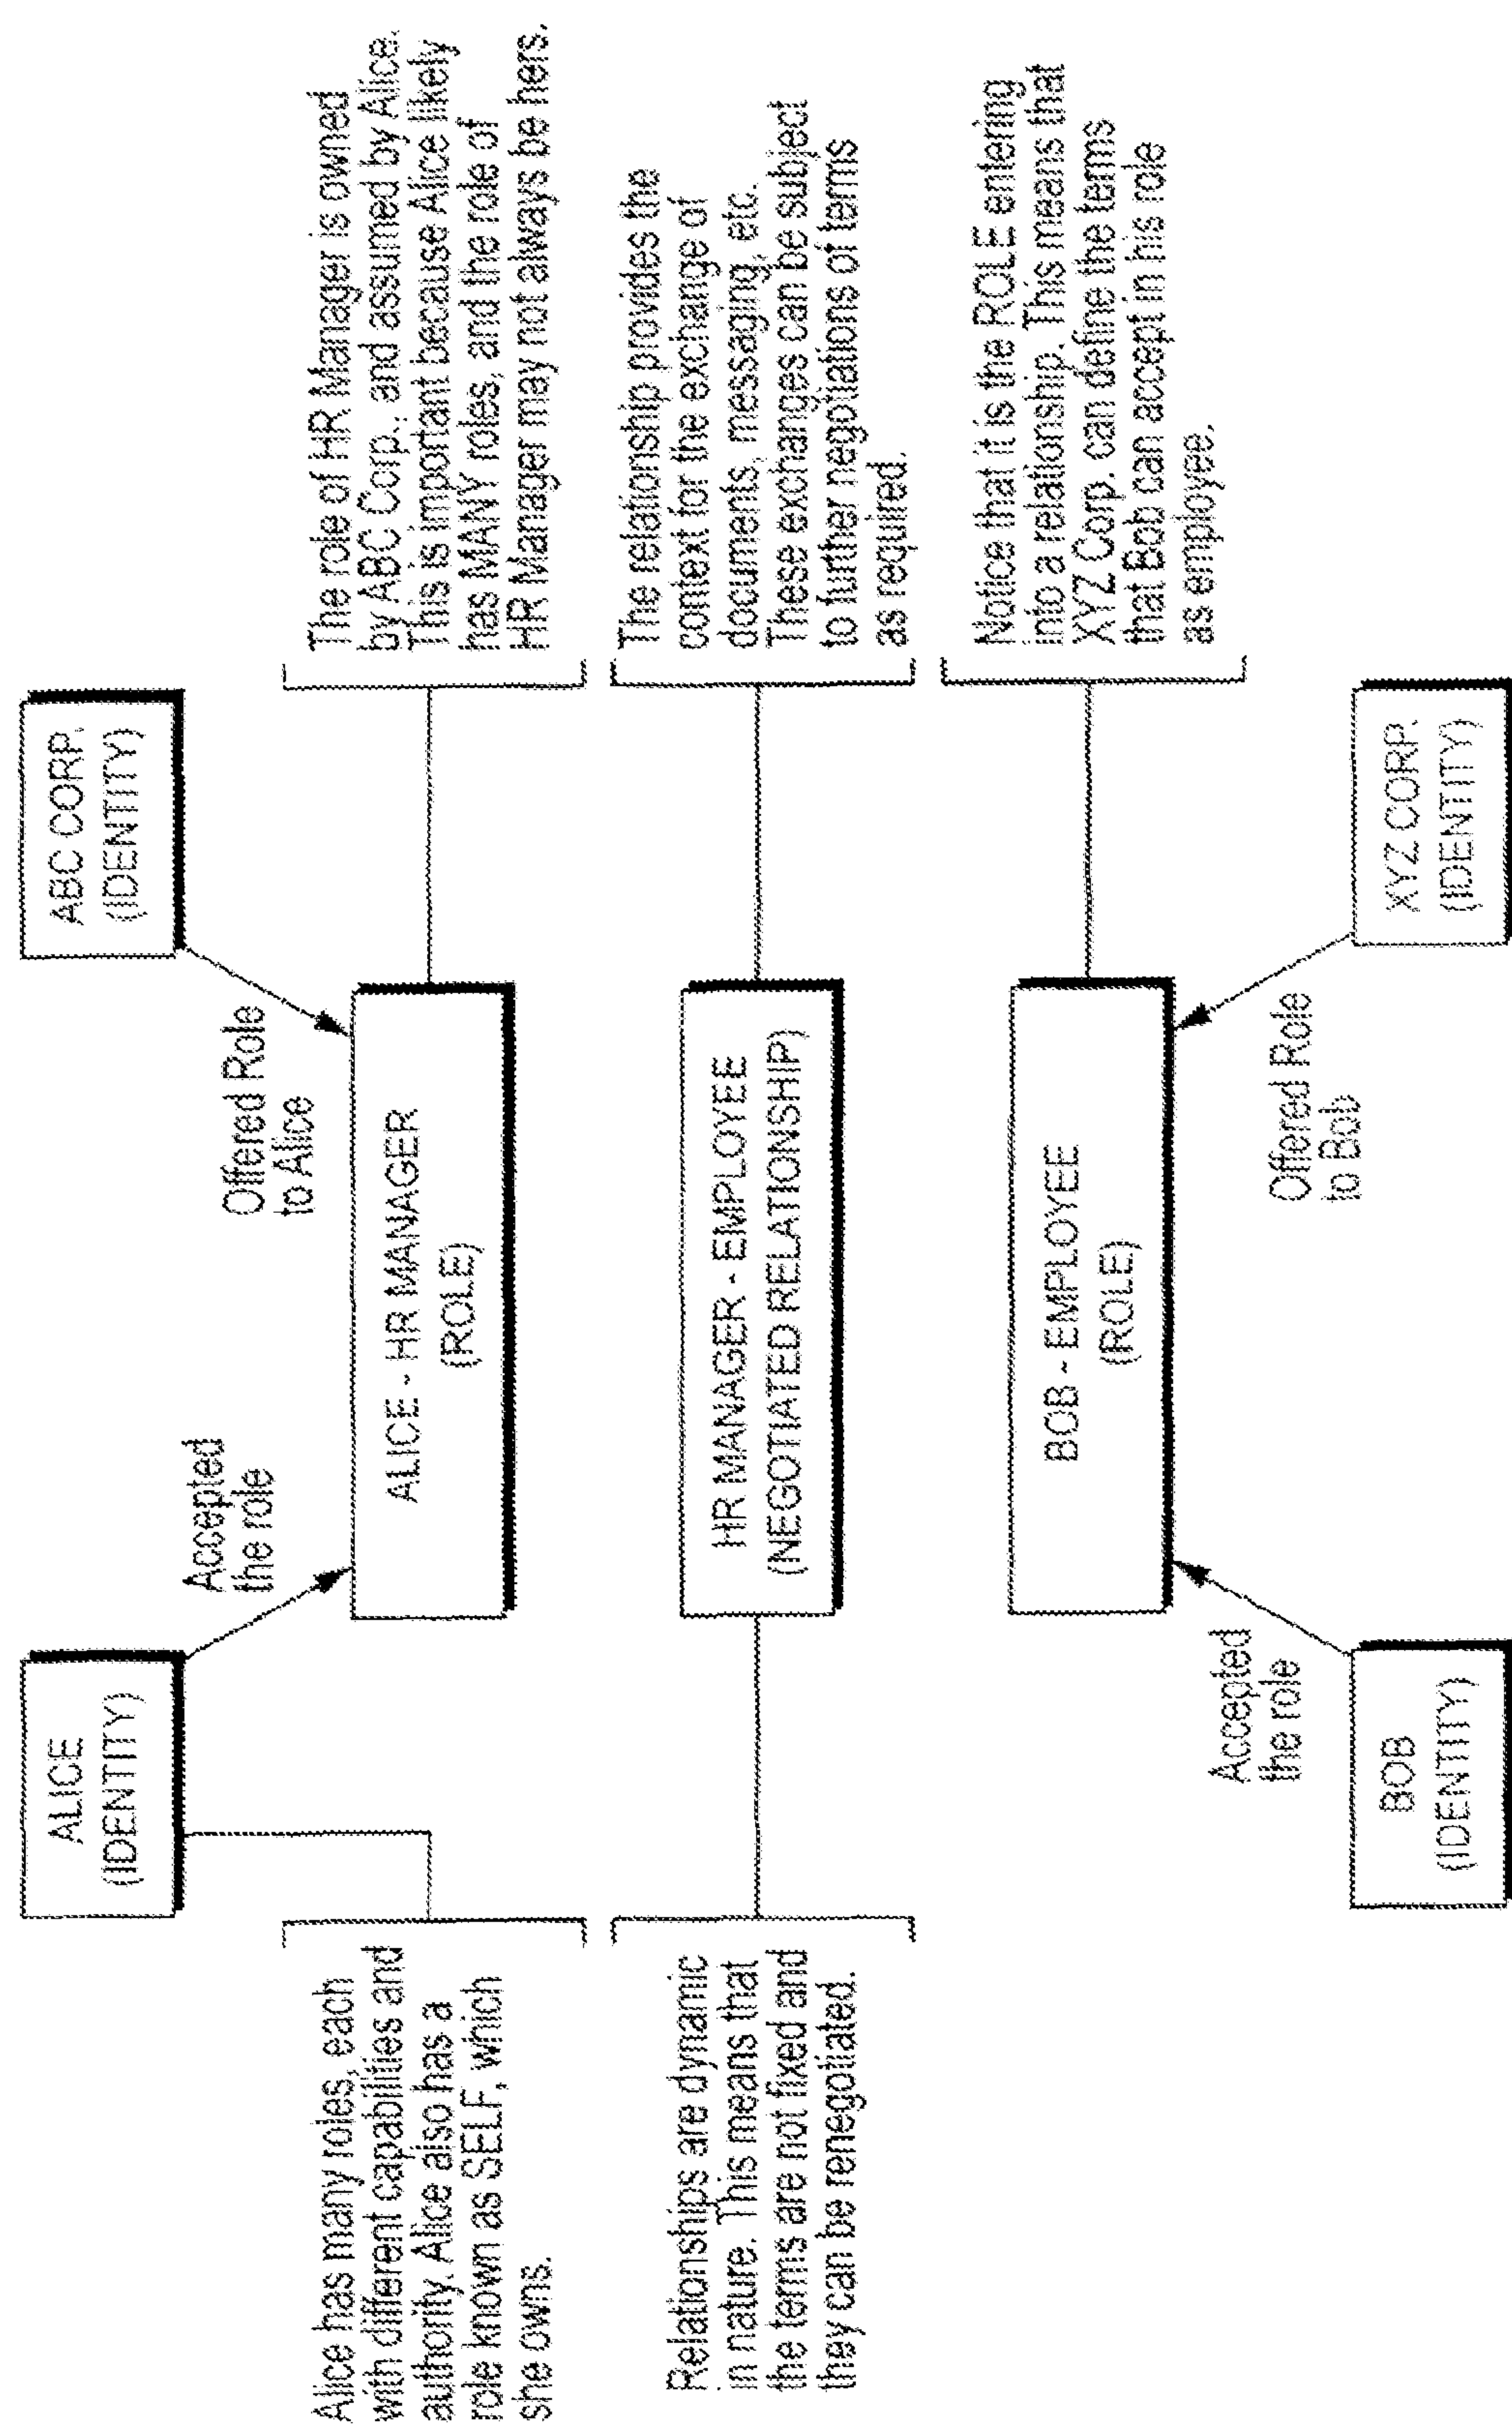 ALICE
(IDENTITY)
ABC CORP.
(IDENTITY)
Accepted
the role
Offered Role
to Alice
Alice has many roles, each
with different capabilities and
authority. Alice also has a
role known as SELF, which
she owns.
ALICE - HR MANAGER
(ROLE)
The role of HR Manager is owned
by ABC Corp., and assumed by Alice.
This is important because Alice likely
has MANY roles, and the role of
HR Manager may not always be hers.
Relationships are dynamic
in nature. This means that
the terms are not fixed and
they can be renegotiated.
HR MANAGER - EMPLOYEE
(NEGOTIATED RELATIONSHIP)
The relationship provides the
context for the exchange of
documents, messaging, etc.
These exchanges can be subject
to further negotiations of terms
as required.
BOB - EMPLOYEE
(ROLE)
Notice that it is the ROLE entering
into a relationship. This means that
XYZ Corp. can define the terms
that Bob can accept in his role
as employee.
Accepted
the role
Offered Role
to Bob
BOB
(IDENTITY)
XYZ CORP.
(IDENTITY)